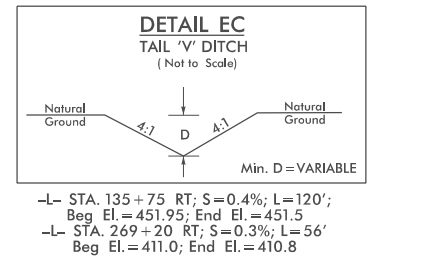 DETAIL EC
TAIL 'V' DITCH
( Not to Scale)
Natural
Ground
4:1
D
4:1
Natural
Ground
Min. D=VARIABLE
-L- STA. 135+75 RT; S=0.4%; L=120';
Beg El.=451.95; End El.=451.5
-L- STA. 269+20 RT; S=0.3%; L=56'
Beg El.=411.0; End El.=410.8